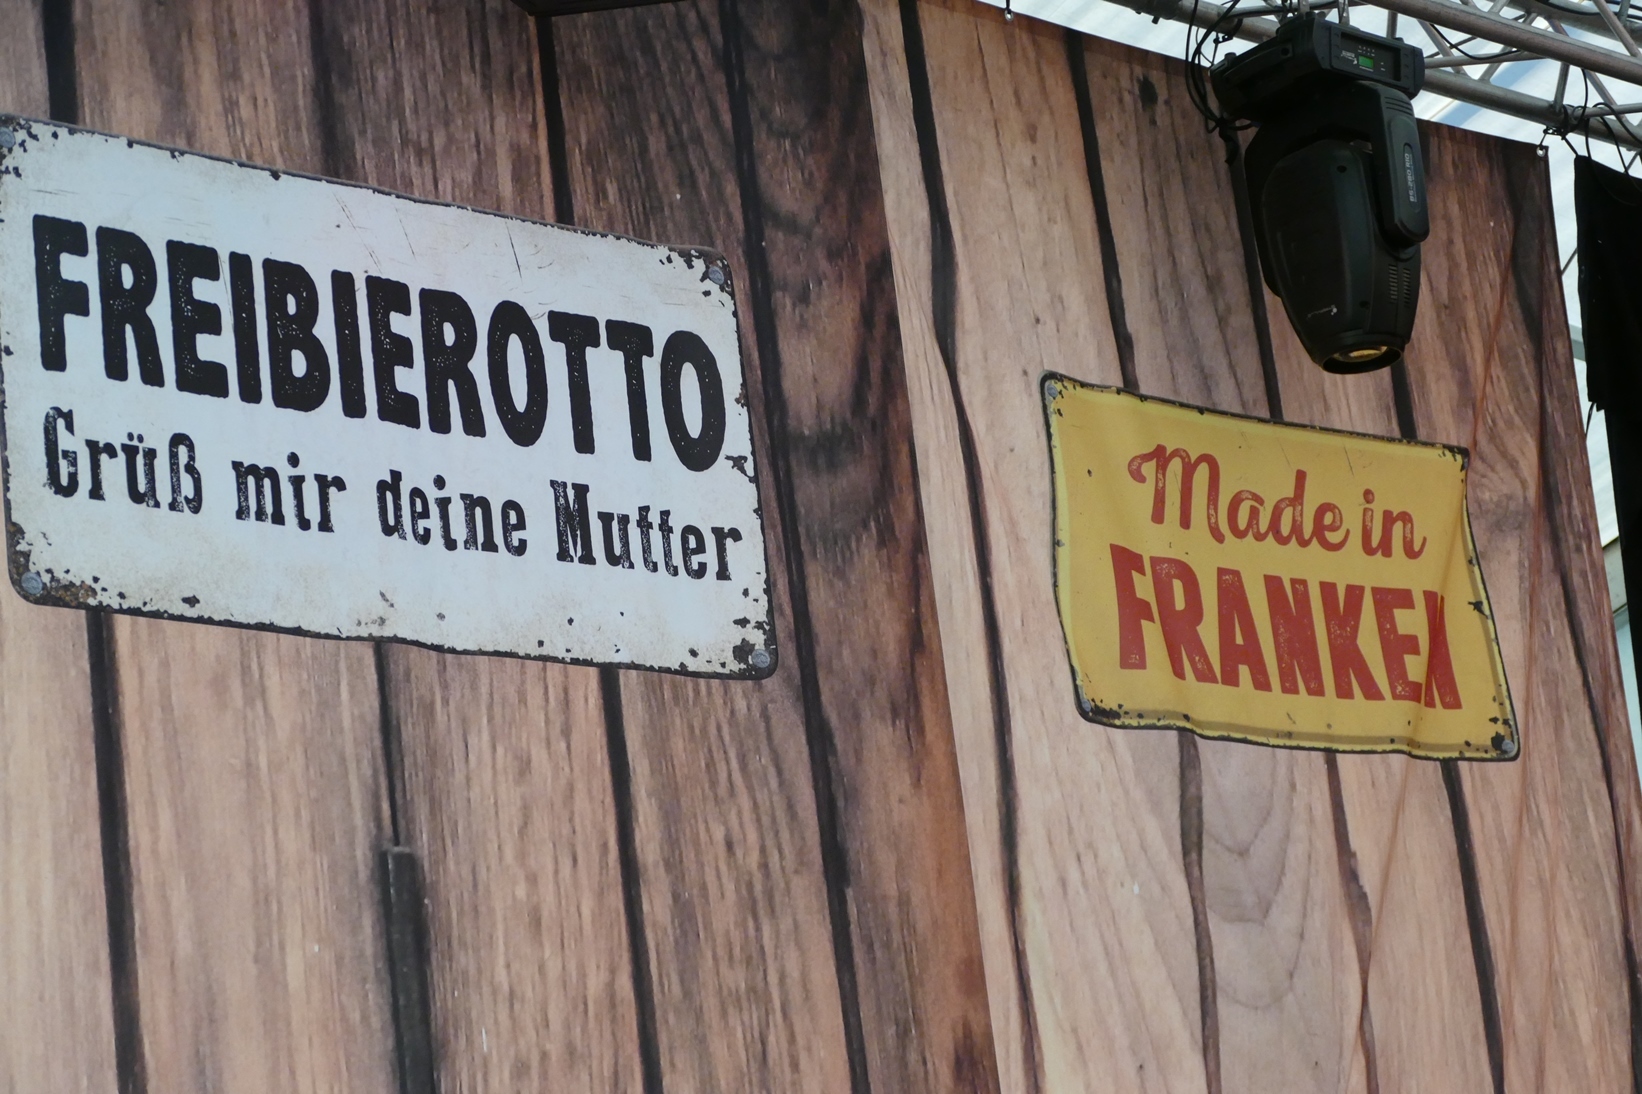 FREIBIEROTTO
Grüß mir deine Mutter
Made in
FRANKEN